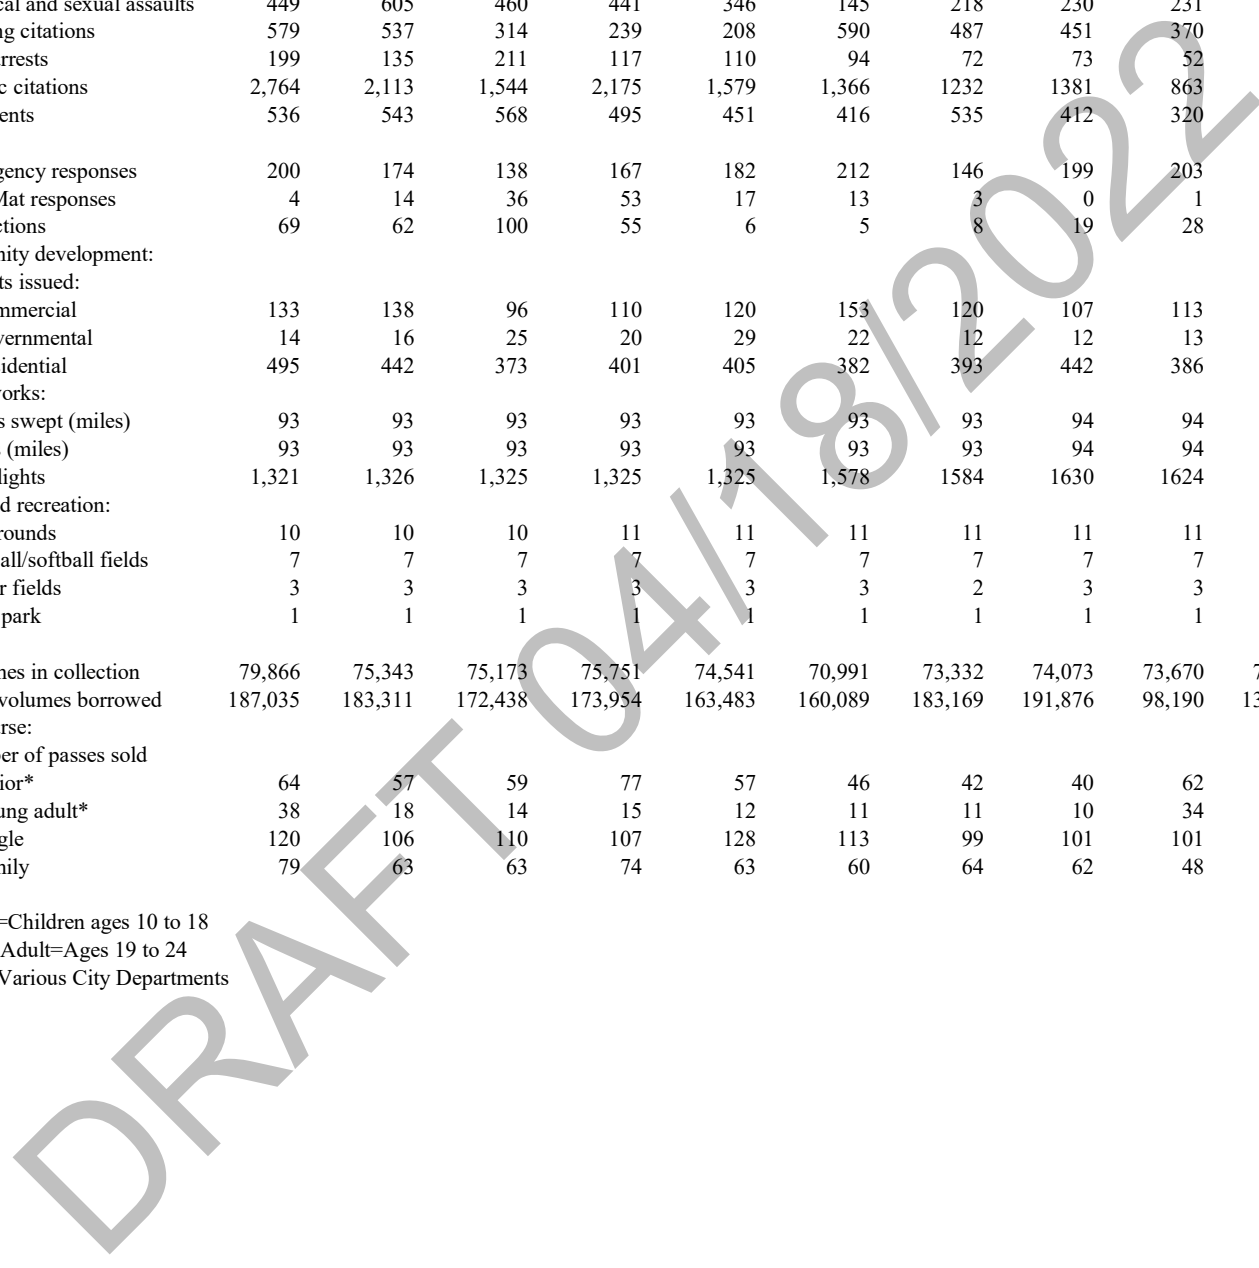 cal and sexual assaults 449 605 460 441 346 145 218 230 231
ng citations 579 537 314 239 208 590 487 451 370
rrests 199 135 211 117 110 94 72 73 52
c citations 2,764 2,113 1,544 2,175 1,579 1,366 1232 1381 863
ents 536 543 568 495 451 416 535 412 320
gency responses 200 174 138 167 182 212 146 199 203
Mat responses 4 14 36 53 17 13 3 0 1
ctions 69 62 100 55 6 5 8 19 28
nity development:
ts issued:
mmercial 133 138 96 110 120 153 120 107 113
vernmental 14 16 25 20 29 22 12 12 13
idential 495 442 373 401 405 382 393 442 386
orks:
s swept (miles) 93 93 93 93 93 93 93 94 94
s (miles) 93 93 93 93 93 93 93 94 94
lights 1,321 1,326 1,325 1,325 1,325 1,578 1584 1630 1624
d recreation:
rounds 10 10 10 11 11 11 11 11 11
all/softball fields 7 7 7 7 7 7 7 7 7
r fields 3 3 3 3 3 3 2 3 3
park 1 1 1 1 1 1 1 1 1
nes in collection 79,866 75,343 75,173 75,751 74,541 70,991 73,332 74,073 73,670 7
volumes borrowed 187,035 183,311 172,438 173,954 163,483 160,089 183,169 191,876 98,190 13
rse:
er of passes sold
ior* 64 57 59 77 57 46 42 40 62
ung adult* 38 18 14 15 12 11 11 10 34
gle 120 106 110 107 128 113 99 101 101
mily 79 63 63 74 63 60 64 62 48
=Children ages 10 to 18
Adult=Ages 19 to 24
Various City Departments
DRAFT 04/18/2022